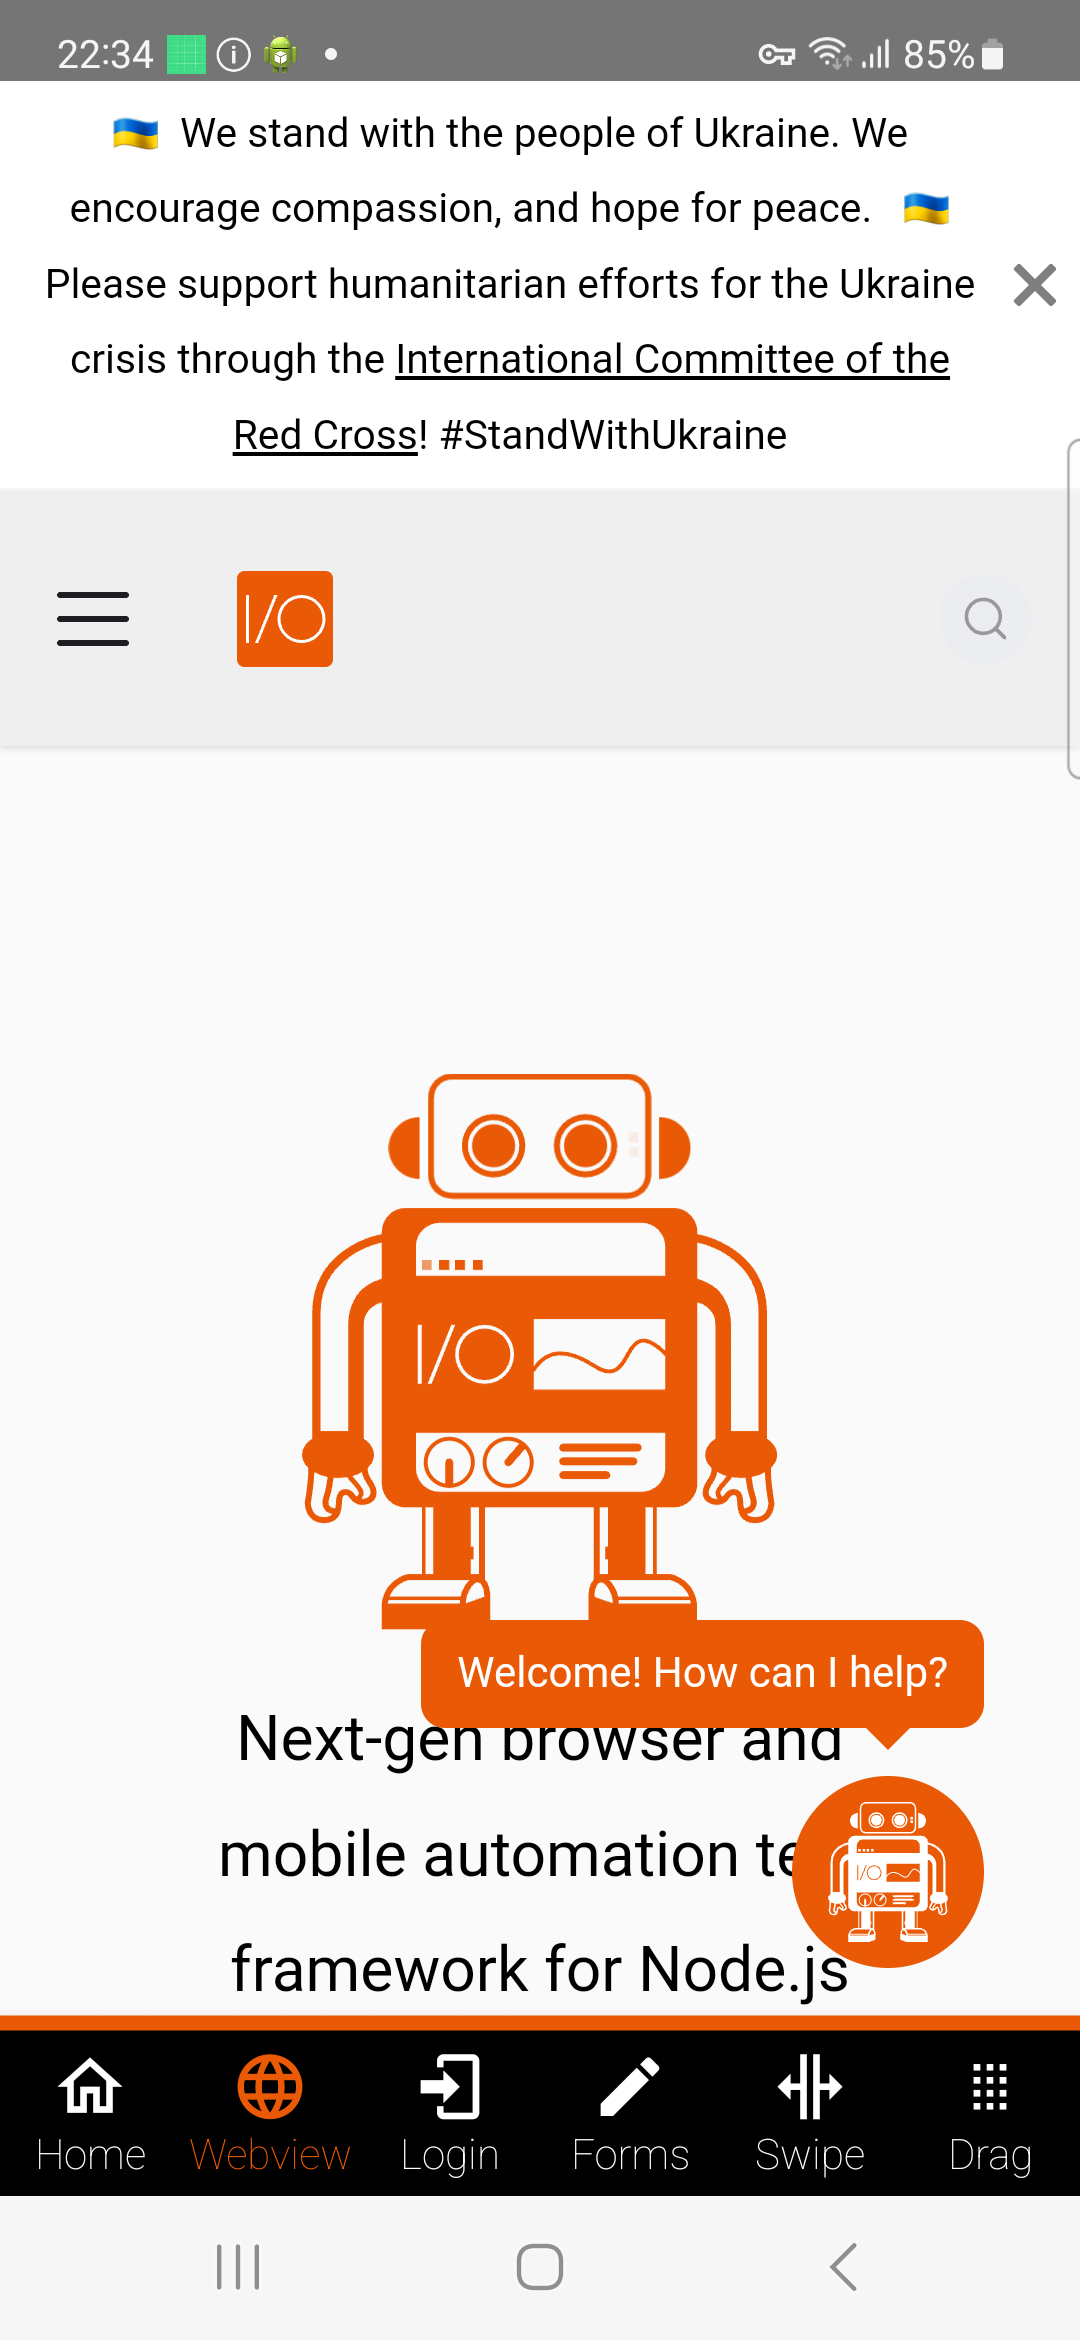 22:34 85%
🇺🇦 We stand with the people of Ukraine. We
encourage compassion, and hope for peace. 🇺🇦
Please support humanitarian efforts for the Ukraine
crisis through the International Committee of the
Red Cross! #StandWithUkraine
I/O
I/O
Welcome! How can I help?
Next-gen browser and
mobile automation te
I/O
framework for Node.js
Home Webview Login Forms Swipe Drag